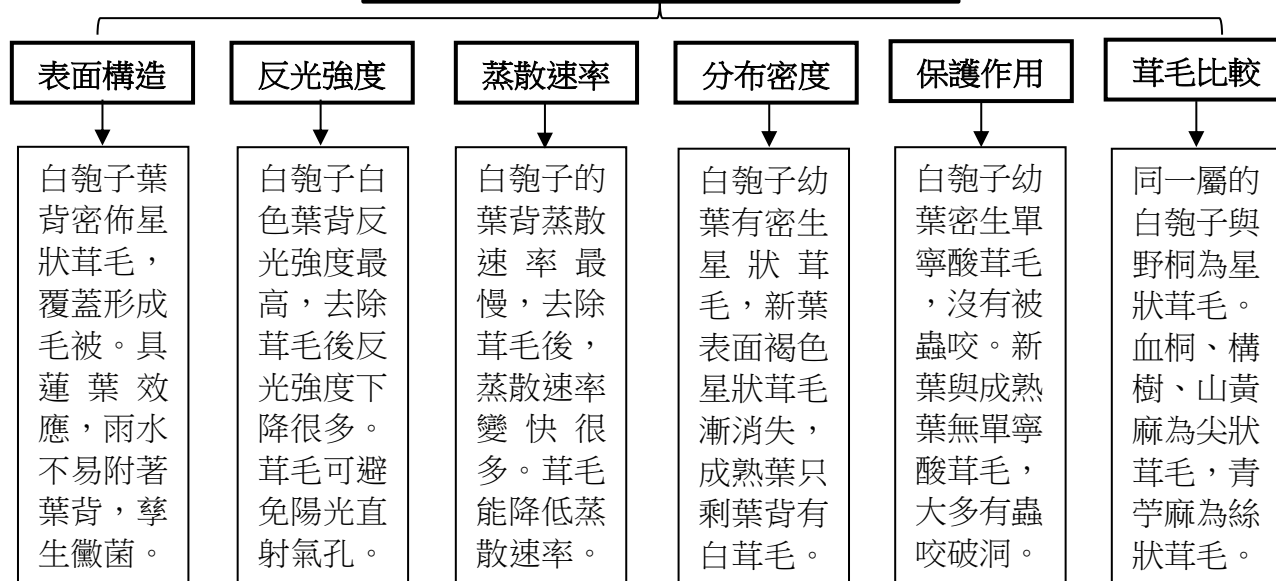 表面構造
反光強度
蒸散速率
分布密度
保護作用
茸毛比較
白匏子葉
背密佈星
狀茸毛，
覆蓋形成
毛被。具
蓮葉效
應，雨水
不易附著
葉背，孳
生黴菌。
白匏子白
色葉背反
光強度最
高，去除
茸毛後反
光強度下
降很多。
茸毛可避
免陽光直
射氣孔。
白匏子的
葉背蒸散
速率最
慢，去除
茸毛後，
蒸散速率
變快很
多。茸毛
能降低蒸
散速率。
白匏子幼
葉有密生
星狀茸
毛，新葉
表面褐色
星狀茸毛
漸消失，
成熟葉只
剩葉背有
白茸毛。
白匏子幼
葉密生單
寧酸茸毛
，沒有被
蟲咬。新
葉與成熟
葉無單寧
酸茸毛，
大多有蟲
咬破洞。
同一屬的
白匏子與
野桐為星
狀茸毛。
血桐、構
樹、山黃
麻為尖狀
茸毛，青
苧麻為絲
狀茸毛。